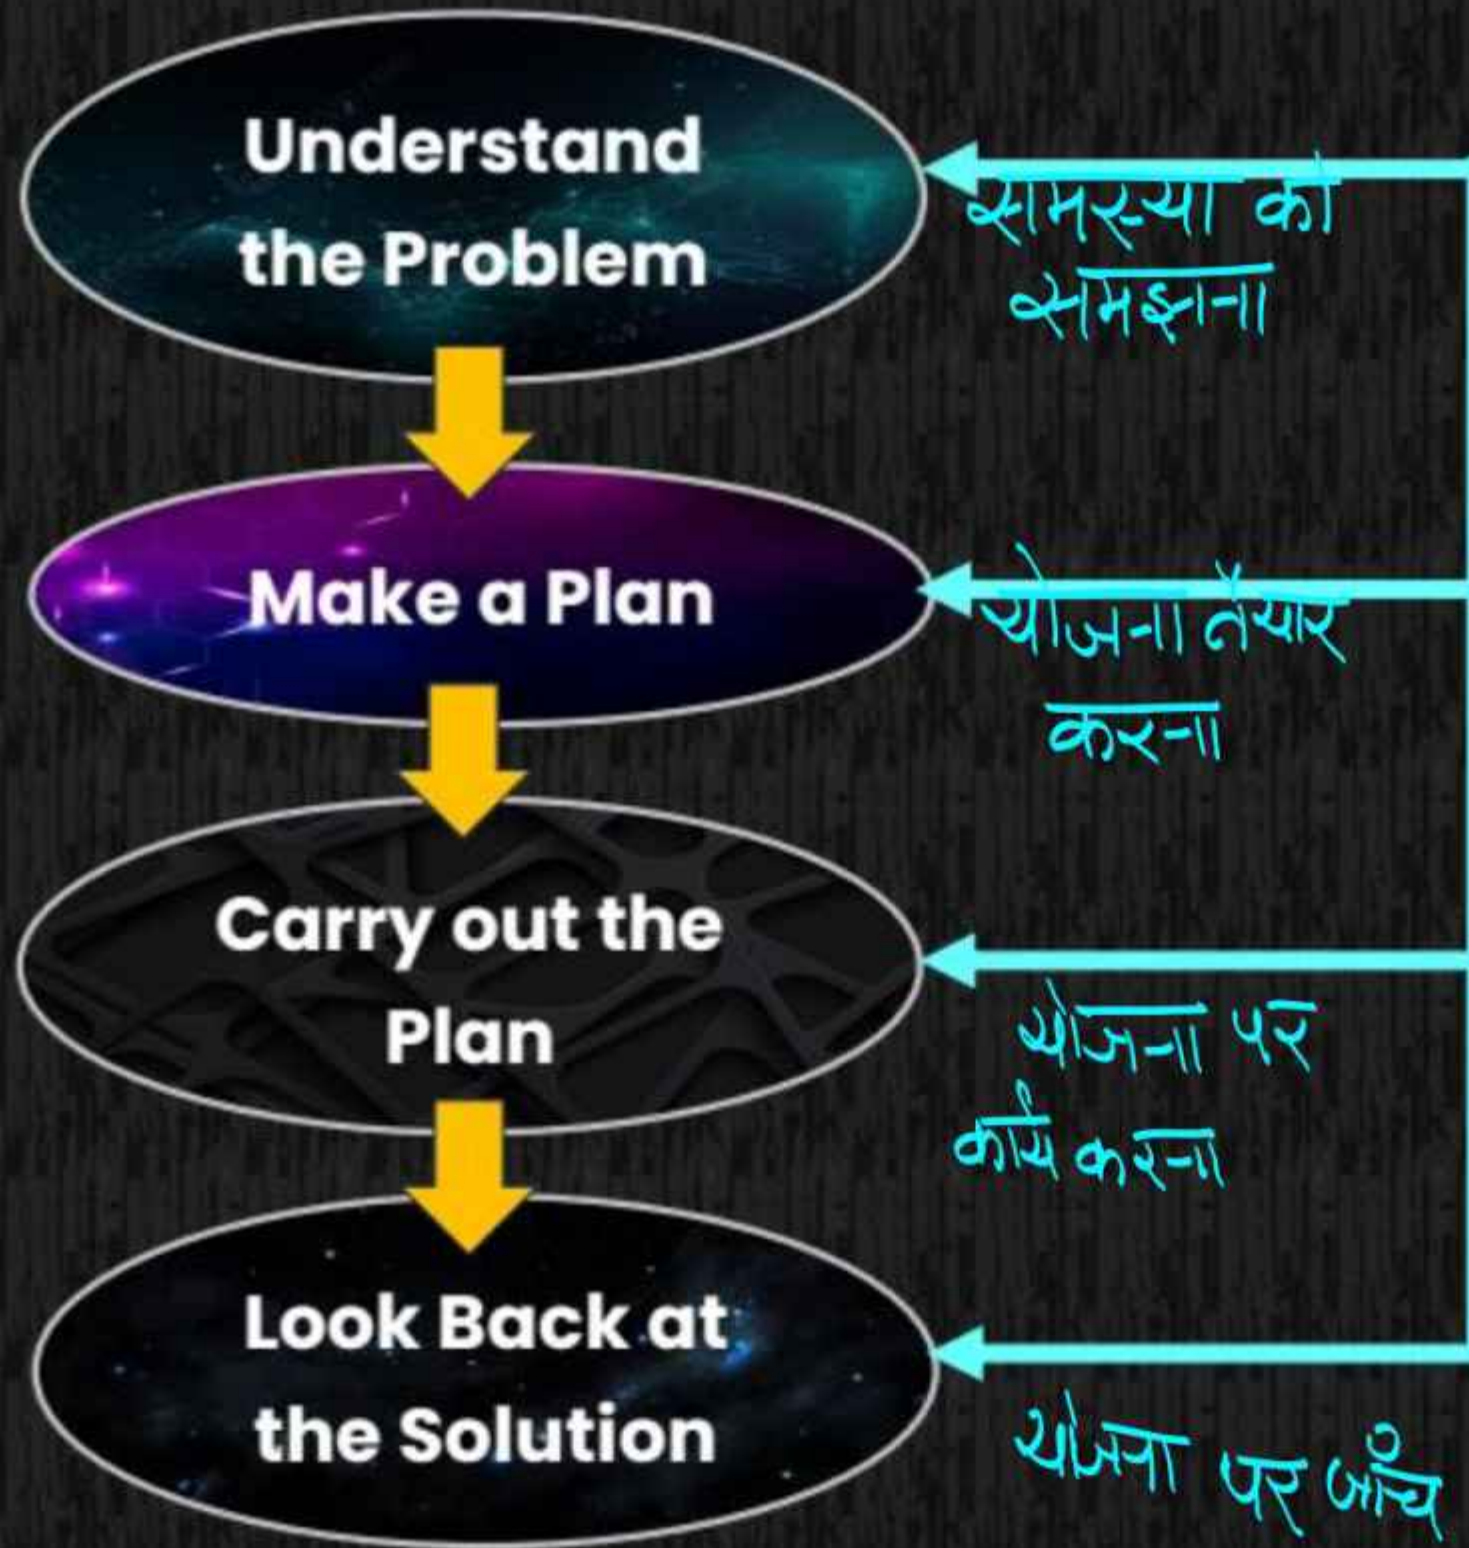 Understand
the Problem
समस्या को
समझना
Make a Plan
योजना तैयार
करना
Carry out the
Plan
योजना पर
कार्य करना
Look Back at
the Solution
योजना पर जाँच